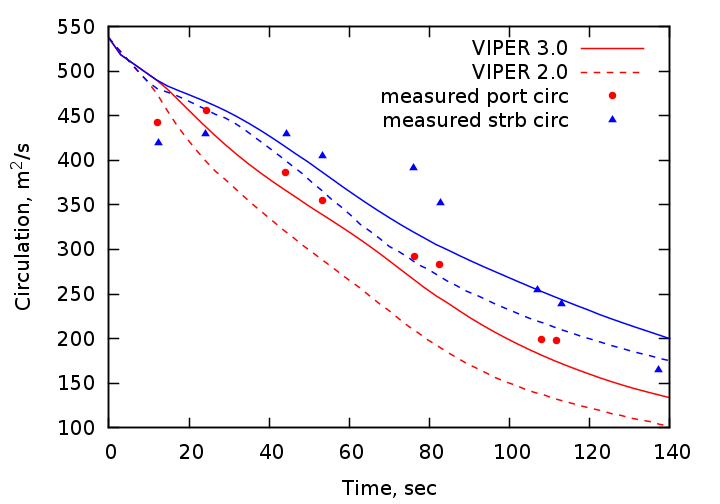 550
500
450
400
350
300
250
200
150
100
Circulation, m²/s
VIPER 3.0
VIPER 2.0
measured port circ
measured strb circ
0 20 40 60 80 100 120 140
Time, sec